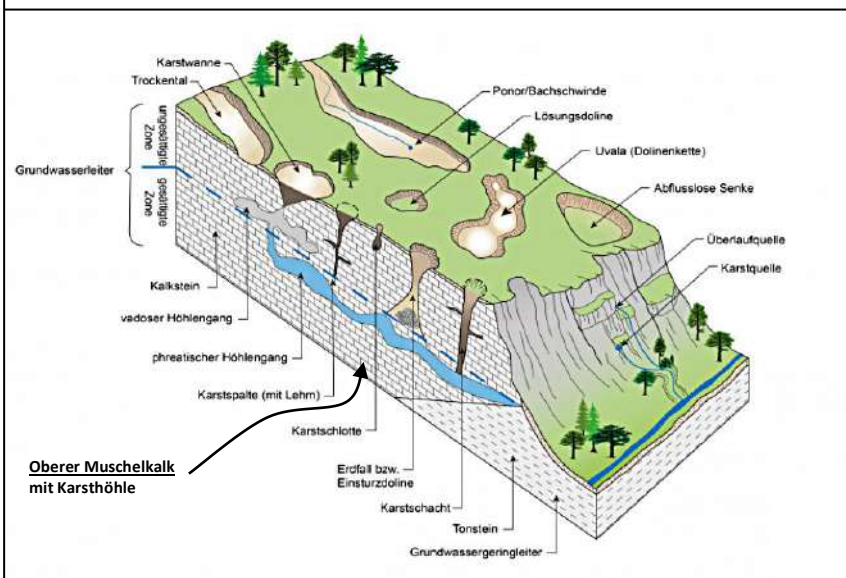 Karstwanne
Trockental
Ponor/Bachschwinde
Lösungsdoline
Uvala (Dolinenkette)
Abflusslose Senke
Überlaufquelle
Karstquelle
Grundwasserleiter
ungesättigte
Zone
gesättigte
Zone
Kalkstein
vadoser Höhlengang
phreatischer Höhlengang
Karstspalte (mit Lehm)
Karstschlotte
Erdfall bzw.
Einsturzdoline
Karstschacht
Tonstein
Grundwassergeringleiter
Oberer Muschelkalk
mit Karsthöhle